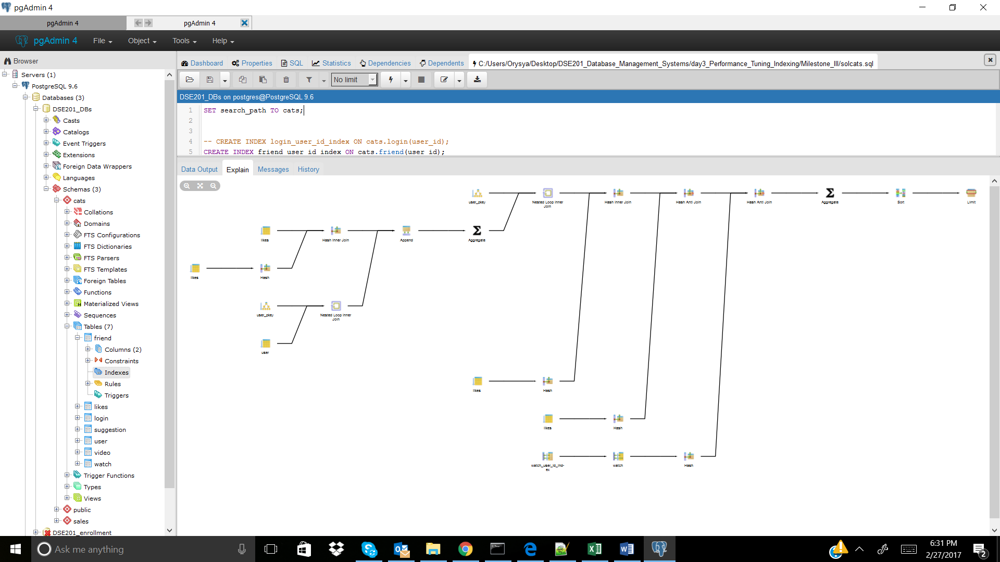 pgAdmin 4
pgAdmin 4
pgAdmin 4
pgAdmin 4 File Object Tools Help
Browser
Servers (1)
PostgreSQL 9.6
Databases (3)
DSE201_DBs
Casts
Catalogs
Event Triggers
Extensions
Foreign Data Wrappers
Languages
Schemas (3)
cats
Collations
Domains
FTS Configurations
FTS Dictionaries
FTS Parsers
FTS Templates
Foreign Tables
Functions
Materialized Views
Sequences
Tables (7)
friend
Columns (2)
Constraints
Indexes
Rules
Triggers
likes
login
suggestion
user
video
watch
Trigger Functions
Types
Views
public
sales
DSE201_enrollment
Dashboard Properties SQL Statistics Dependencies Dependents C:/Users/Orysya/Desktop/DSE201_Database_Management_Systems/day3_Performance_Tuning_Indexing/Milestone_III/solcats.sql
No limit
DSE201_DBs on postgres@PostgreSQL 9.6
1 SET search_path TO cats;
2
3
4 -- CREATE INDEX login_user_id_index ON cats.login(user_id);
5 CREATE INDEX friend_user_id_index ON cats.friend(user_id);
Data Output Explain Messages History
user_pkey
Nested Loop Inner
Join
Hash Inner Join
Hash Anti Join
Hash Anti Join
Aggregate
Sort
Limit
likes
Hash Inner Join
Append
Aggregate
likes
Hash
user_pkey
Nested Loop Inner
Join
user
likes
Hash
likes
Hash
watch_user_id_ind-
ex
watch
Hash
Ask me anything
6:31 PM
2/27/2017
2